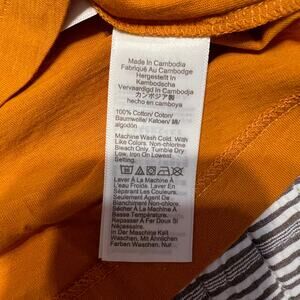 Made In Cambodia
Fabriqué Au Cambodge
Hergestellt In
Kambodscha
Vervaardigd In Cambodja
カンボジア製
hecho en camboya
100% Cotton/ Coton/
Baumwolle/ Katoen/ 綿/
algodón
Machine Wash Cold, With
Like Colors. Non-chlorine
Bleach Only. Tumble Dry
Low. Iron On Lowest
Setting.
Laver À La Machine À
L'eau Froide. Laver En
Séparant Les Couleurs.
Seulement Agent De
Blanchiment Non-chlore.
Sécher À La Machine À
Basse Température.
Repasser À Fer Doux Si
Nécessaire.
In Der Maschine Kalt
Waschen, Mit Ähnlichen
Farben Waschen. Nur